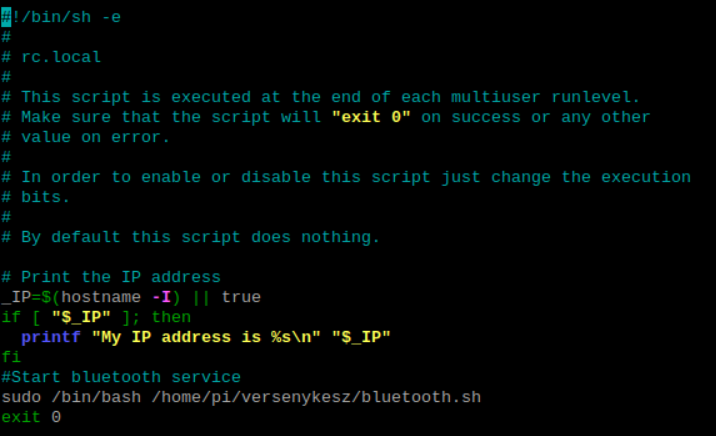 #!/bin/sh -e
#
# rc.local
#
# This script is executed at the end of each multiuser runlevel.
# Make sure that the script will "exit 0" on success or any other
# value on error.
#
# In order to enable or disable this script just change the execution
# bits.
#
# By default this script does nothing.

# Print the IP address
_IP=$(hostname -I) || true
if [ "$_IP" ]; then
  printf "My IP address is %s\n" "$_IP"
fi
#Start bluetooth service
sudo /bin/bash /home/pi/versenykesz/bluetooth.sh
exit 0